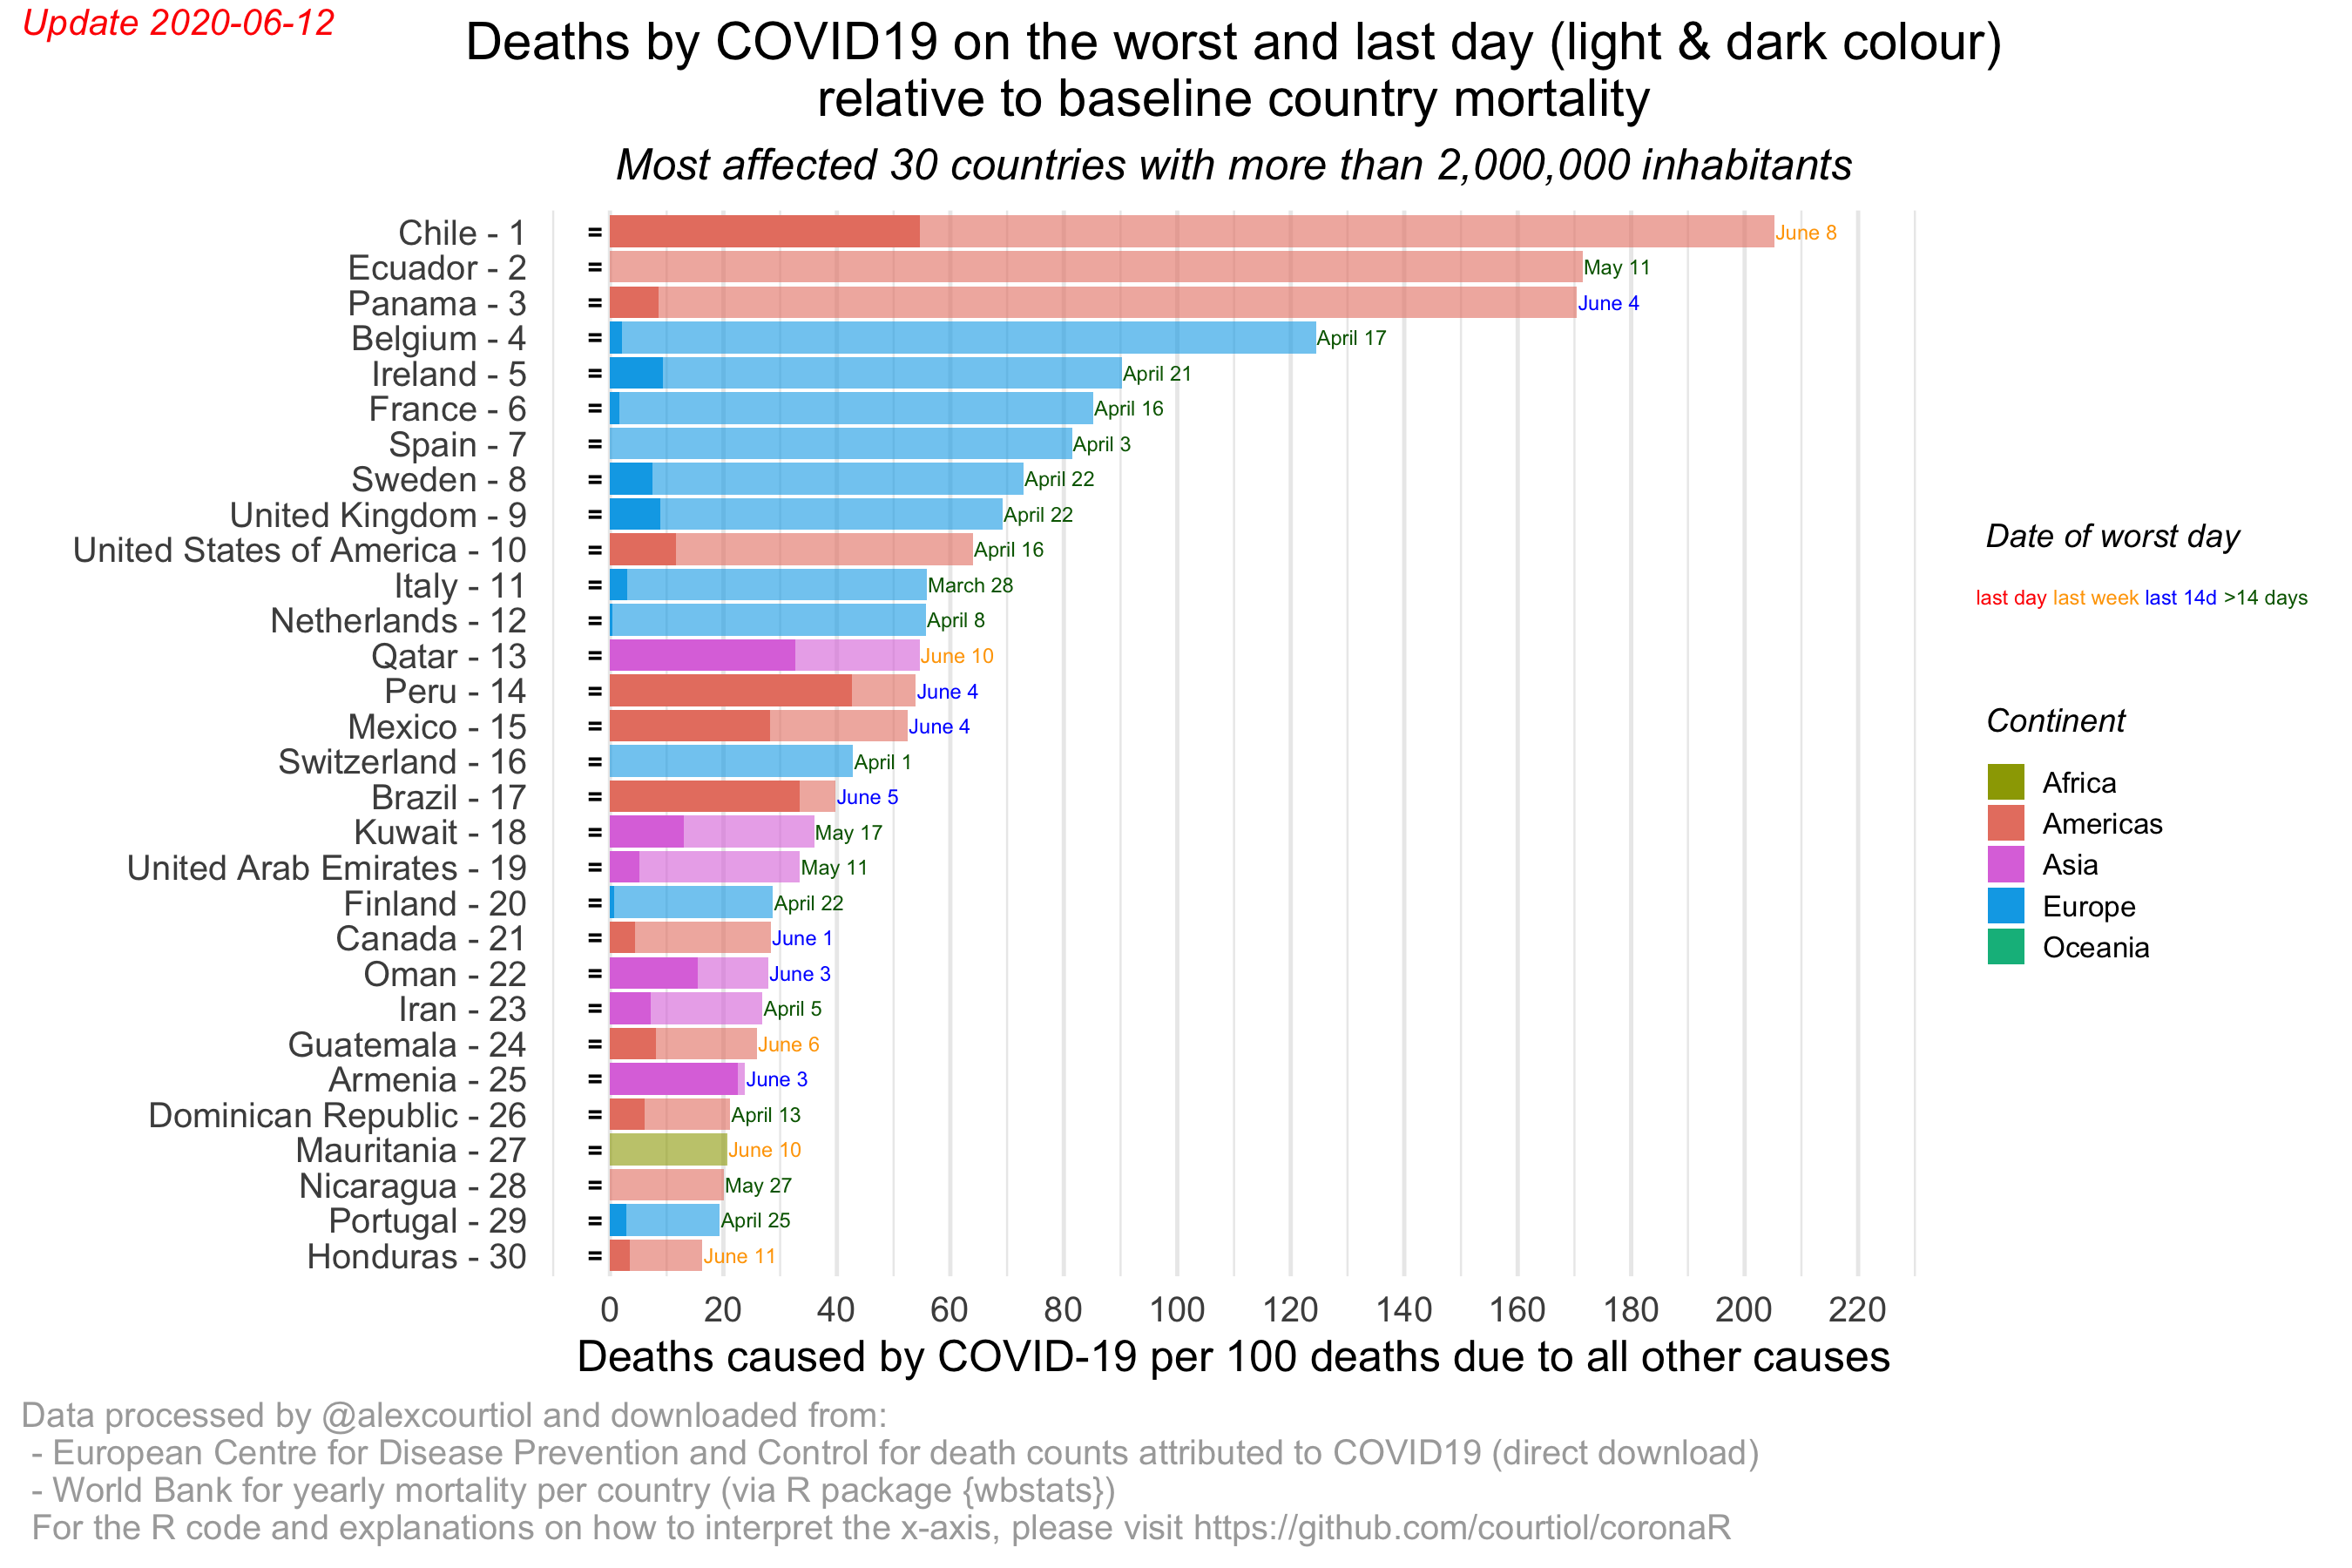 Update 2020-06-12
Deaths by COVID19 on the worst and last day (light & dark colour)
relative to baseline country mortality
Most affected 30 countries with more than 2,000,000 inhabitants
Chile - 1 = June 8
Ecuador - 2 = May 11
Panama - 3 = June 4
Belgium - 4 = April 17
Ireland - 5 = April 21
France - 6 = April 16
Spain - 7 = April 3
Sweden - 8 = April 22
United Kingdom - 9 = April 22
United States of America - 10 = April 16
Italy - 11 = March 28
Netherlands - 12 = April 8
Qatar - 13 = June 10
Peru - 14 = June 4
Mexico - 15 = June 4
Switzerland - 16 = April 1
Brazil - 17 = June 5
Kuwait - 18 = May 17
United Arab Emirates - 19 = May 11
Finland - 20 = April 22
Canada - 21 = June 1
Oman - 22 = June 3
Iran - 23 = April 5
Guatemala - 24 = June 6
Armenia - 25 = June 3
Dominican Republic - 26 = April 13
Mauritania - 27 = June 10
Nicaragua - 28 = May 27
Portugal - 29 = April 25
Honduras - 30 = June 11
0 20 40 60 80 100 120 140 160 180 200 220
Deaths caused by COVID-19 per 100 deaths due to all other causes
Date of worst day
last day last week last 14d >14 days
Continent
Africa
Americas
Asia
Europe
Oceania
Data processed by @alexcourtiol and downloaded from:
- European Centre for Disease Prevention and Control for death counts attributed to COVID19 (direct download)
- World Bank for yearly mortality per country (via R package {wbstats})
For the R code and explanations on how to interpret the x-axis, please visit https://github.com/courtiol/coronaR